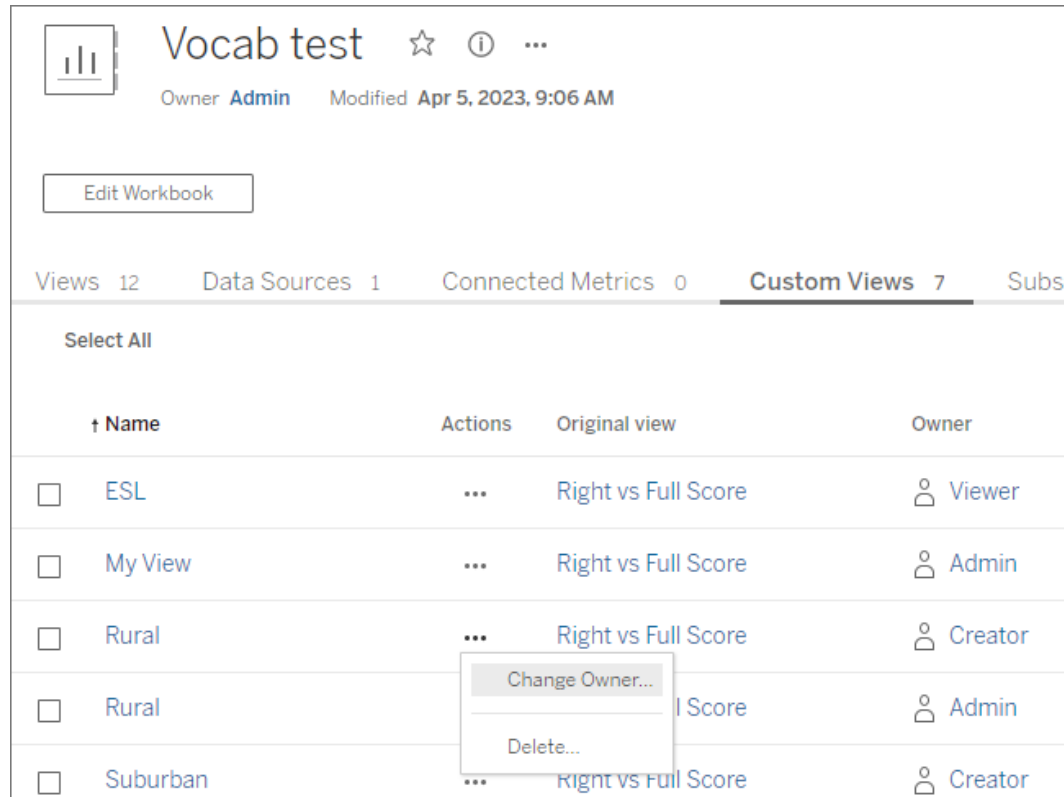 Vocab test
Owner Admin Modified Apr 5, 2023, 9:06 AM
Edit Workbook
Views 12 Data Sources 1 Connected Metrics 0 Custom Views 7 Subs
Select All
↑ Name Actions Original view Owner
ESL ... Right vs Full Score Viewer
My View ... Right vs Full Score Admin
Rural ... Right vs Full Score Creator
Change Owner...
Rural l Score Admin
Delete...
Suburban ... Right vs Full Score Creator